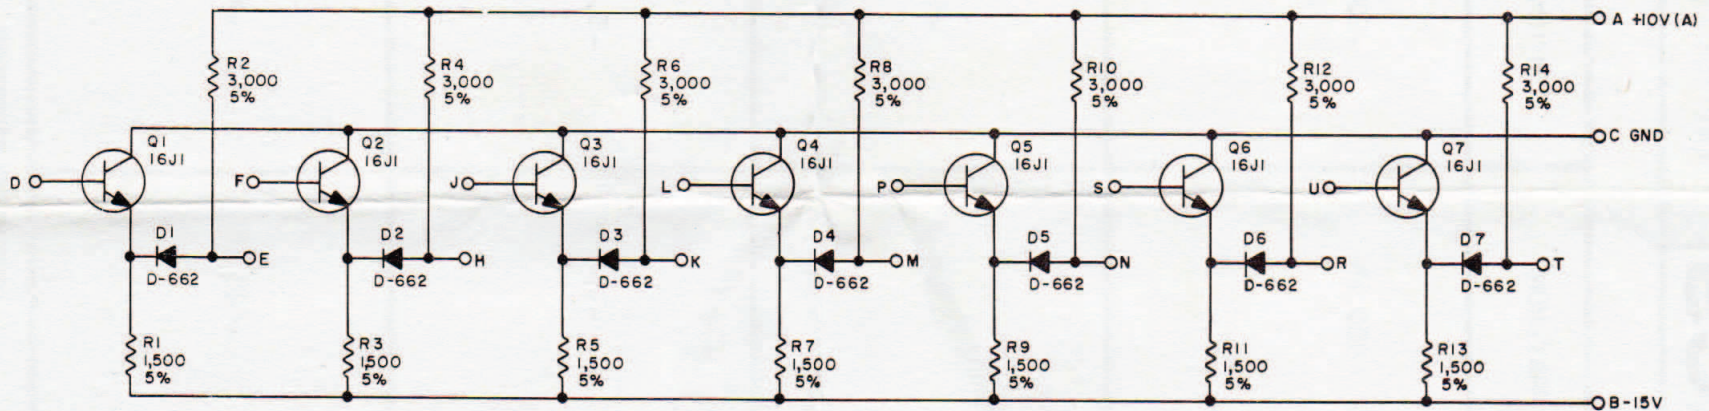 A +10V (A)
R2
3,000
5%
R4
3,000
5%
R6
3,000
5%
R8
3,000
5%
R10
3,000
5%
R12
3,000
5%
R14
3,000
5%
C GND
Q1
16J1
Q2
16J1
Q3
16J1
Q4
16J1
Q5
16J1
Q6
16J1
Q7
16J1
D
F
J
L
P
S
U
D1
D-662
E
D2
D-662
H
D3
D-662
K
D4
D-662
M
D5
D-662
N
D6
D-662
R
D7
D-662
T
R1
1,500
5%
R3
1,500
5%
R5
1,500
5%
R7
1,500
5%
R9
1,500
5%
R11
1,500
5%
R13
1,500
5%
B-15V